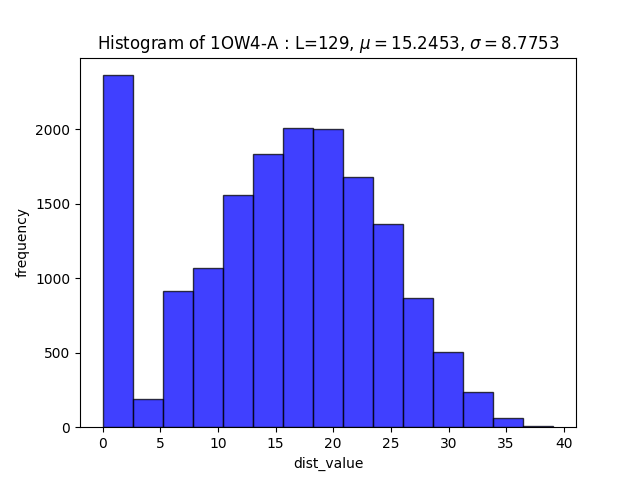 Histogram of 1OW4-A : L=129, μ = 15.2453, σ = 8.7753
frequency
2000
1500
1000
500
0
0 5 10 15 20 25 30 35 40
dist_value